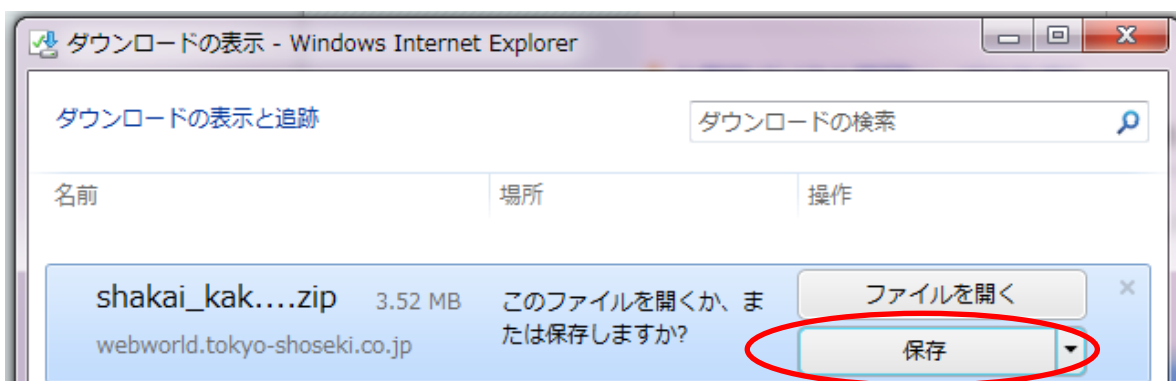 ダウンロードの表示 - Windows Internet Explorer
ダウンロードの表示と追跡
ダウンロードの検索
名前 場所 操作
shakai_kak....zip 3.52 MB
webworld.tokyo-shoseki.co.jp
このファイルを開くか、ま
たは保存しますか?
ファイルを開く
保存